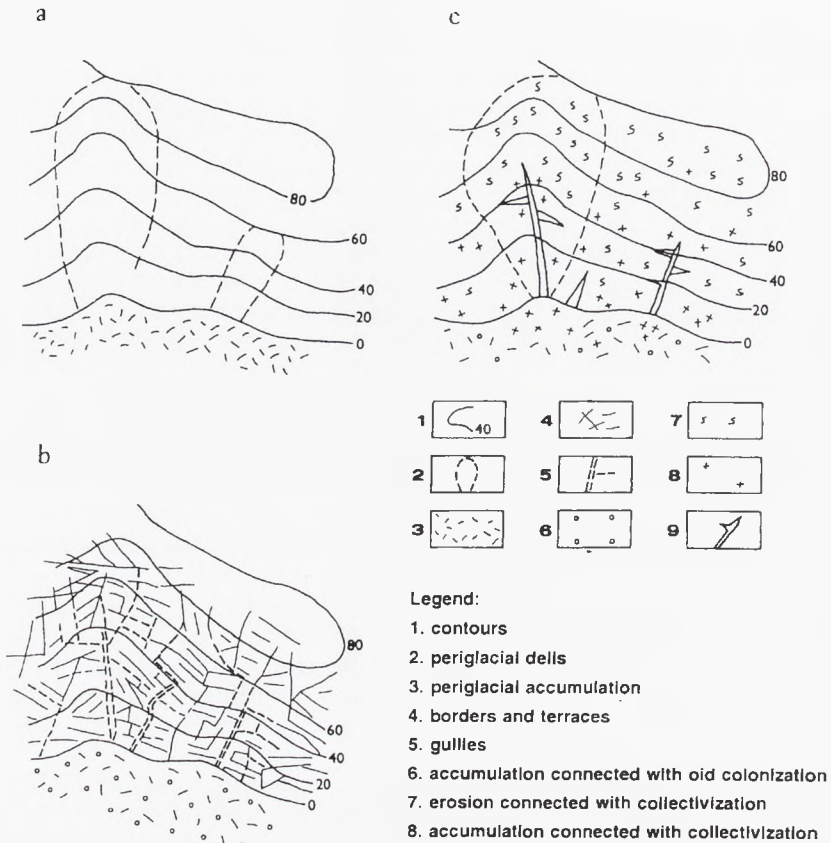 a
80
60
40
20
0
c
80
60
40
20
0
1 40 4 7
2 5 8
3 6 9
b
80
60
40
20
0
Legend:
1. contours
2. periglacial dells
3. periglacial accumulation
4. borders and terraces
5. gullies
6. accumulation connected with oid colonization
7. erosion connected with collectivization
8. accumulation connected with collectivization